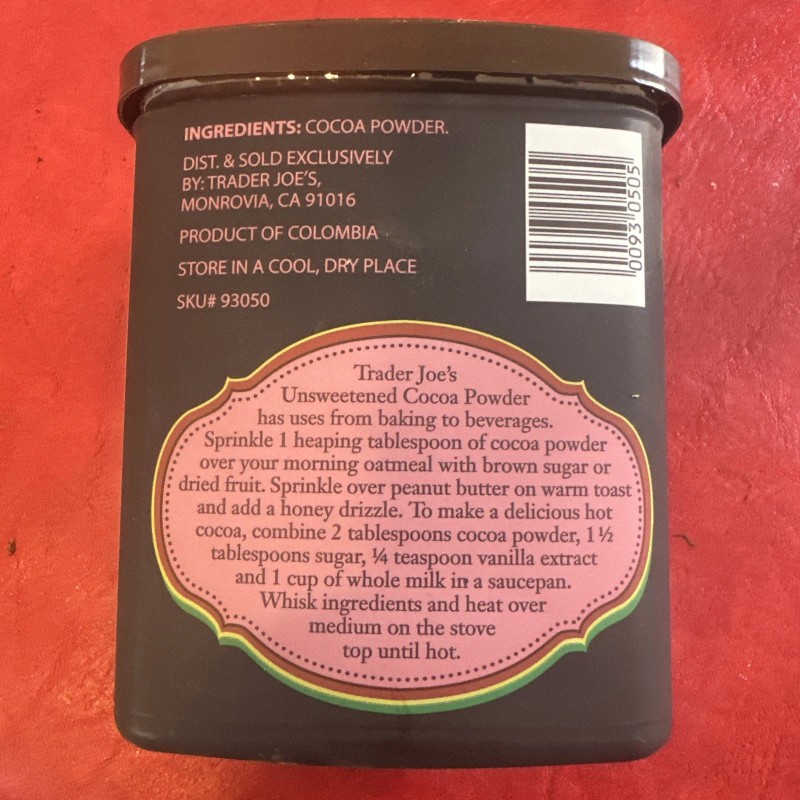 INGREDIENTS: COCOA POWDER.
DIST. & SOLD EXCLUSIVELY
BY: TRADER JOE'S,
MONROVIA, CA 91016
PRODUCT OF COLOMBIA
STORE IN A COOL, DRY PLACE
SKU# 93050
0093 0505
Trader Joe's
Unsweetened Cocoa Powder
has uses from baking to beverages.
Sprinkle 1 heaping tablespoon of cocoa powder
over your morning oatmeal with brown sugar or
dried fruit. Sprinkle over peanut butter on warm toast
and add a honey drizzle. To make a delicious hot
cocoa, combine 2 tablespoons cocoa powder, 1½
tablespoons sugar, ¼ teaspoon vanilla extract
and 1 cup of whole milk in a saucepan.
Whisk ingredients and heat over
medium on the stove
top until hot.